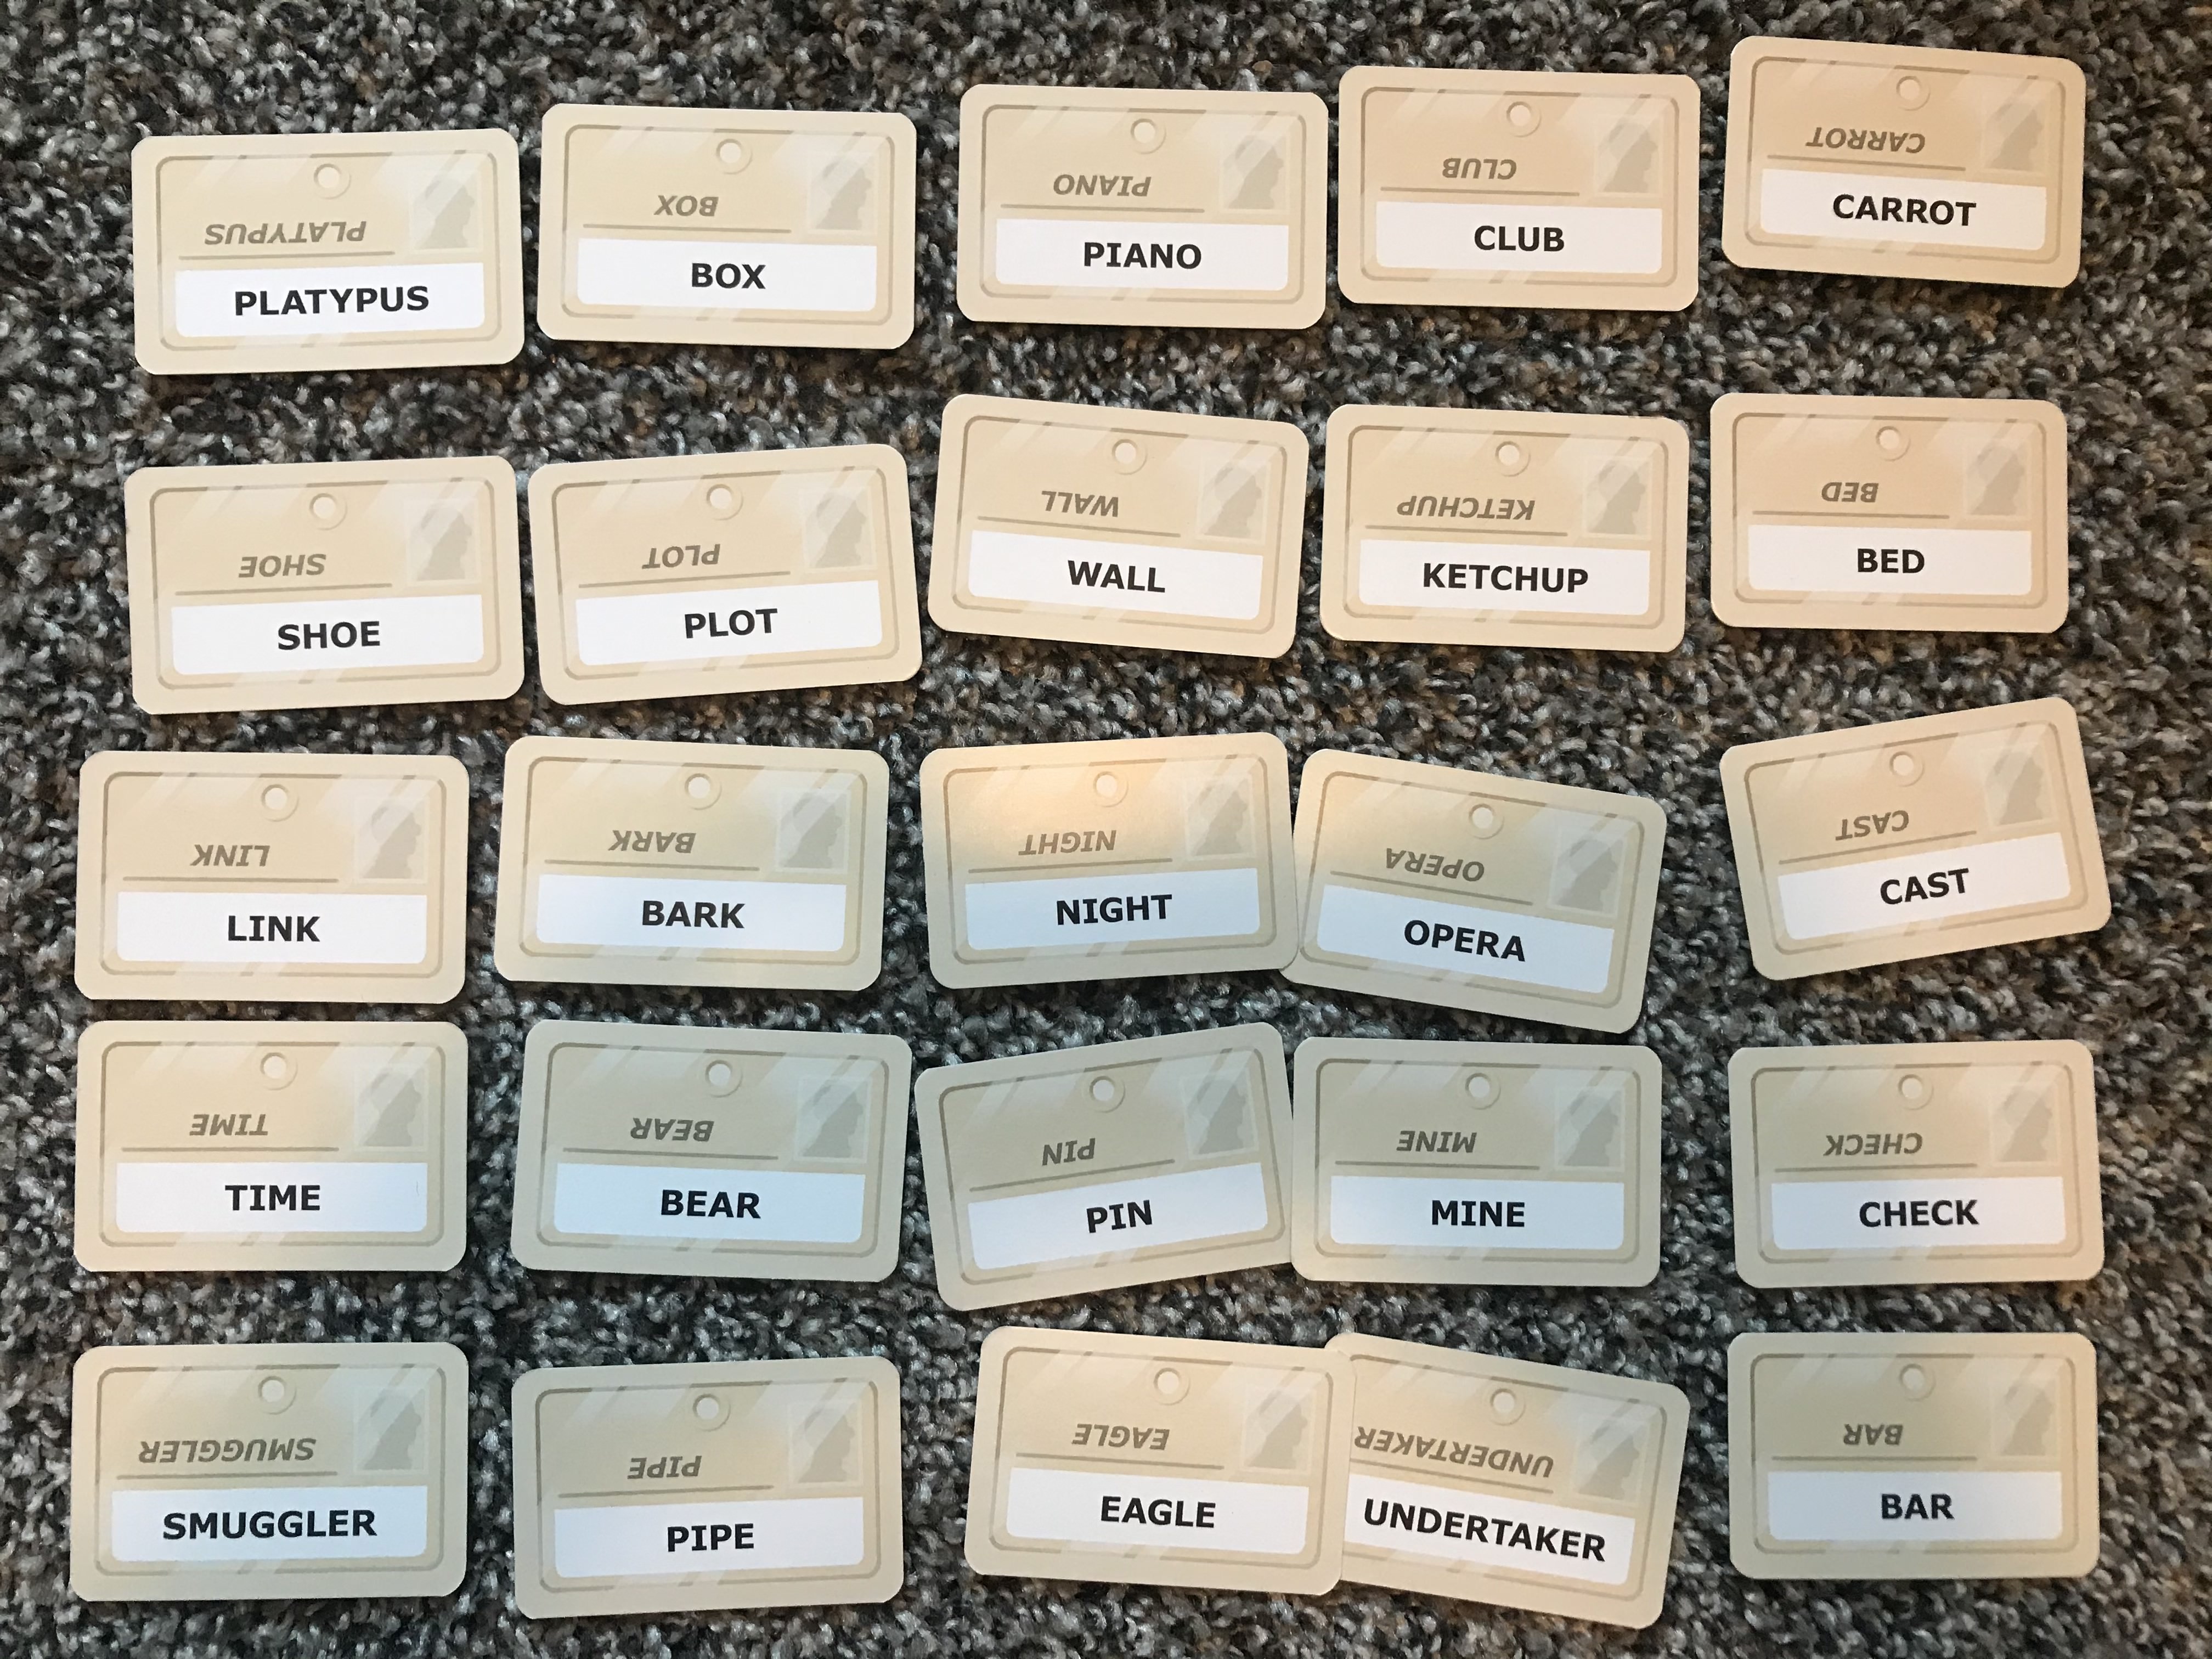 PLATYPUS
PLATYPUS
BOX
BOX
PIANO
PIANO
CLUB
CLUB
CARROT
CARROT
SHOE
SHOE
PLOT
PLOT
WALL
WALL
KETCHUP
KETCHUP
BED
BED
LINK
LINK
BARK
BARK
NIGHT
NIGHT
OPERA
OPERA
CAST
CAST
TIME
TIME
BEAR
BEAR
PIN
PIN
MINE
MINE
CHECK
CHECK
SMUGGLER
SMUGGLER
PIPE
PIPE
EAGLE
EAGLE
UNDERTAKER
UNDERTAKER
BAR
BAR